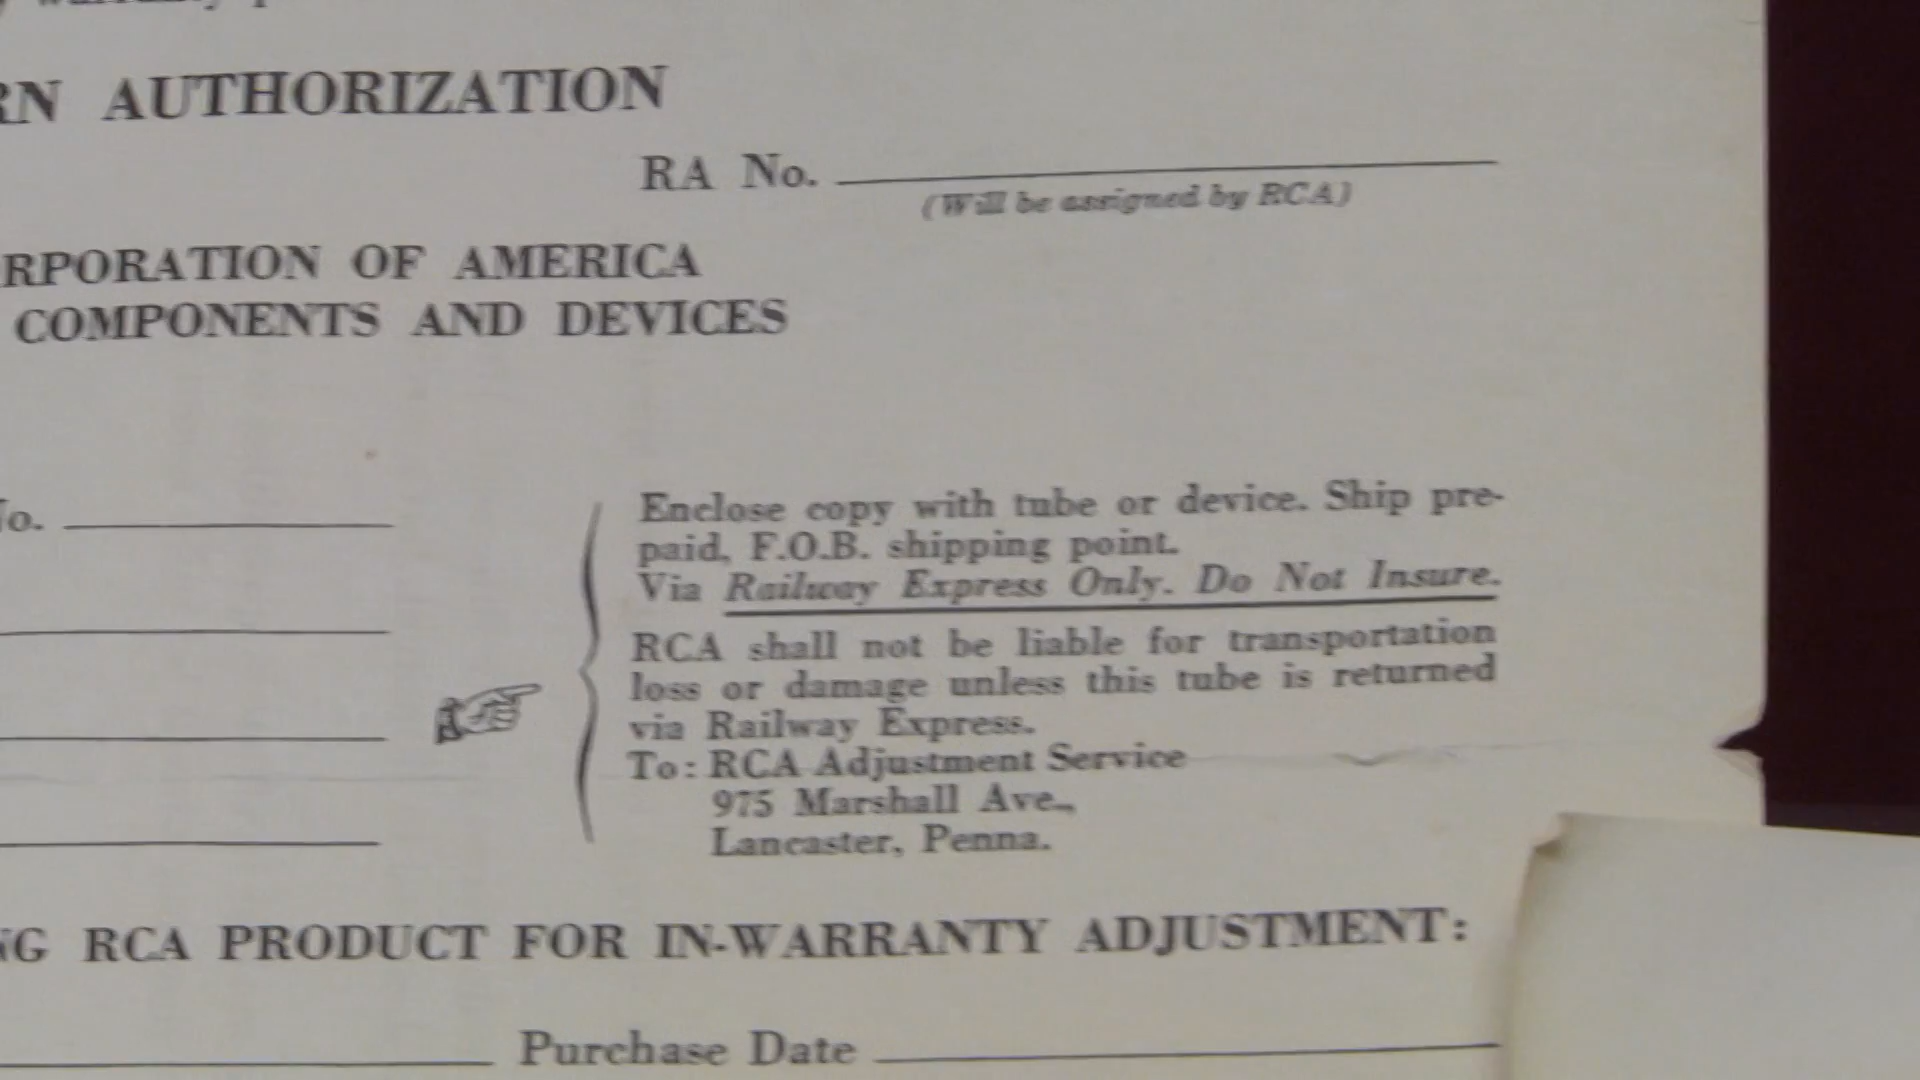 RN AUTHORIZATION
RA No.
(Will be assigned by RCA)
RPORATION OF AMERICA
COMPONENTS AND DEVICES
No.
Enclose copy with tube or device. Ship pre-
paid, F.O.B. shipping point.
Via Railway Express Only. Do Not Insure.
RCA shall not be liable for transportation
loss or damage unless this tube is returned
via Railway Express.
To: RCA Adjustment Service
975 Marshall Ave.,
Lancaster, Penna.
NG RCA PRODUCT FOR IN-WARRANTY ADJUSTMENT:
Purchase Date